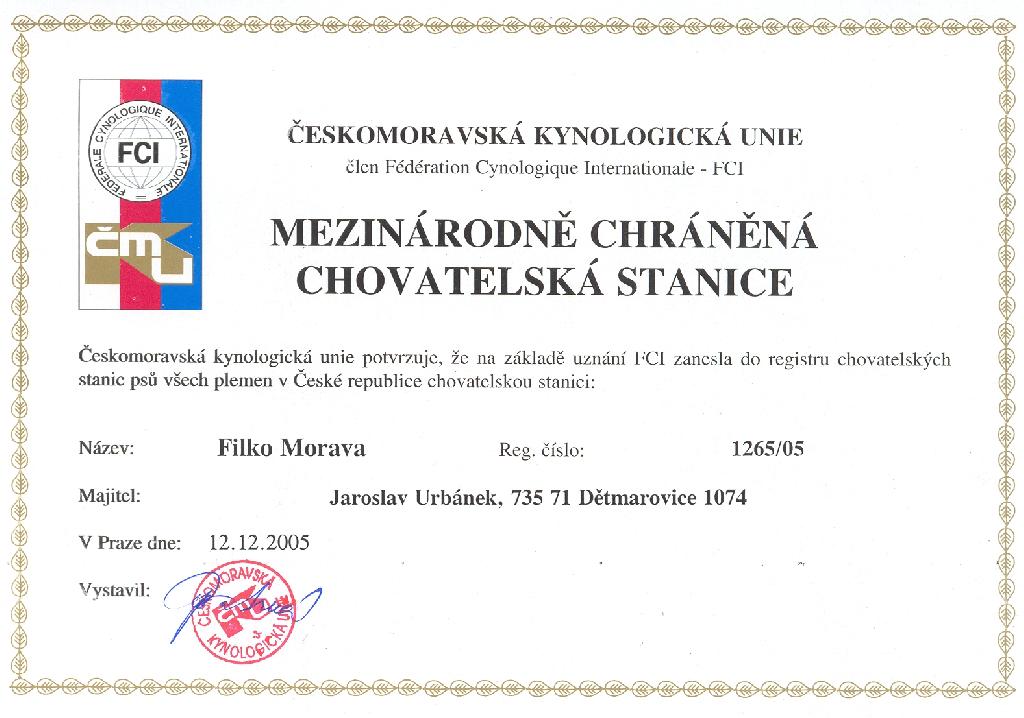 FÉDERALE CYNOLOGIQUE INTERNATIONALE
FCI
čmKU
ČESKOMORAVSKÁ KYNOLOGICKÁ UNIE
člen Fédération Cynologique Internationale - FCI
MEZINÁRODNĚ CHRÁNĚNÁ
CHOVATELSKÁ STANICE
Českomoravská kynologická unie potvrzuje, že na základě uznání FCI zanesla do registru chovatelských
stanic psů všech plemen v České republice chovatelskou stanici:
Název: Filko Morava Reg. číslo: 1265/05
Majitel: Jaroslav Urbánek, 735 71 Dětmarovice 1074
V Praze dne: 12.12.2005
Vystavil:
ČESKOMORAVSKÁ
KYNOLOGICKÁ UNIE